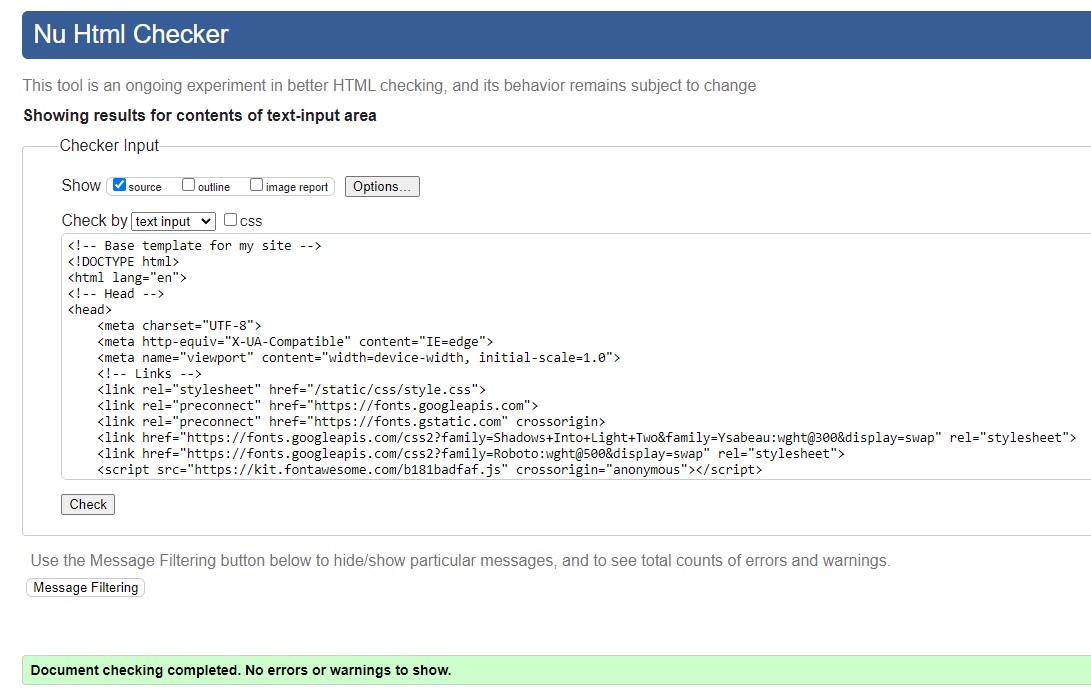 Nu Html Checker
This tool is an ongoing experiment in better HTML checking, and its behavior remains subject to change
Showing results for contents of text-input area
Checker Input
Show source outline image report Options...
Check by text input css
<!-- Base template for my site -->
<!DOCTYPE html>
<html lang="en">
<!-- Head -->
<head>
    <meta charset="UTF-8">
    <meta http-equiv="X-UA-Compatible" content="IE=edge">
    <meta name="viewport" content="width=device-width, initial-scale=1.0">
    <!-- Links -->
    <link rel="stylesheet" href="/static/css/style.css">
    <link rel="preconnect" href="https://fonts.googleapis.com">
    <link rel="preconnect" href="https://fonts.gstatic.com" crossorigin>
    <link href="https://fonts.googleapis.com/css2?family=Shadows+Into+Light+Two&family=Ysabeau:wght@300&display=swap" rel="stylesheet">
    <link href="https://fonts.googleapis.com/css2?family=Roboto:wght@500&display=swap" rel="stylesheet">
    <script src="https://kit.fontawesome.com/b181badfaf.js" crossorigin="anonymous"></script>
Check
Use the Message Filtering button below to hide/show particular messages, and to see total counts of errors and warnings.
Message Filtering
Document checking completed. No errors or warnings to show.